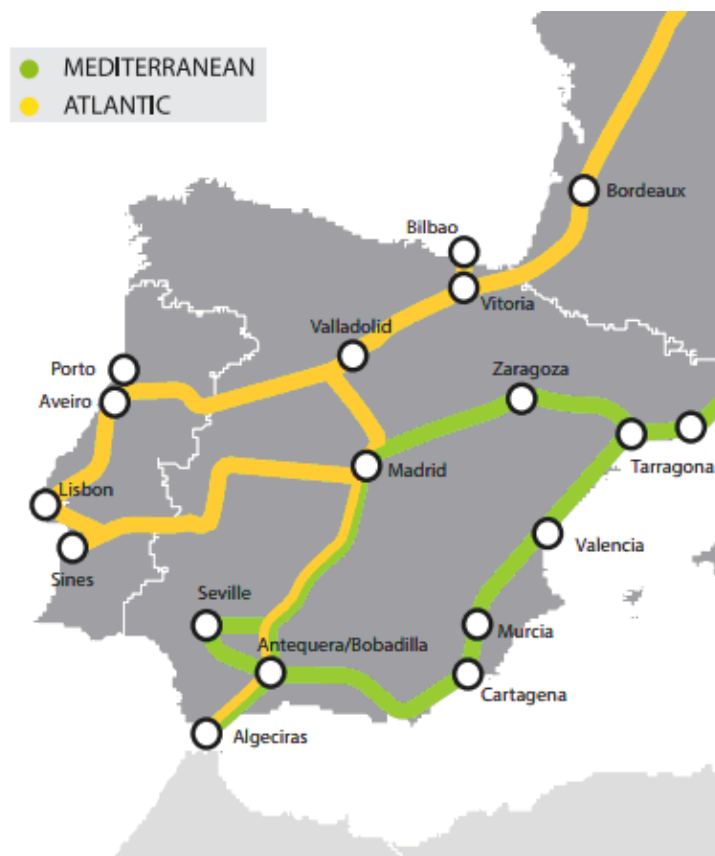 MEDITERRANEAN
ATLANTIC
Bordeaux
Bilbao
Vitoria
Valladolid
Porto
Zaragoza
Aveiro
Madrid
Tarragona
Lisbon
Valencia
Sines
Seville
Murcia
Antequera/Bobadilla
Cartagena
Algeciras